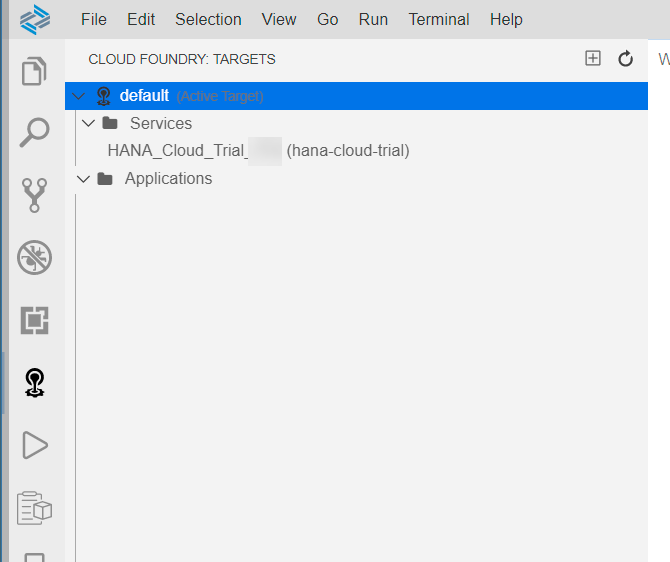 File Edit Selection View Go Run Terminal Help
CLOUD FOUNDRY: TARGETS
default (Active Target)
Services
HANA_Cloud_Trial_ (hana-cloud-trial)
Applications